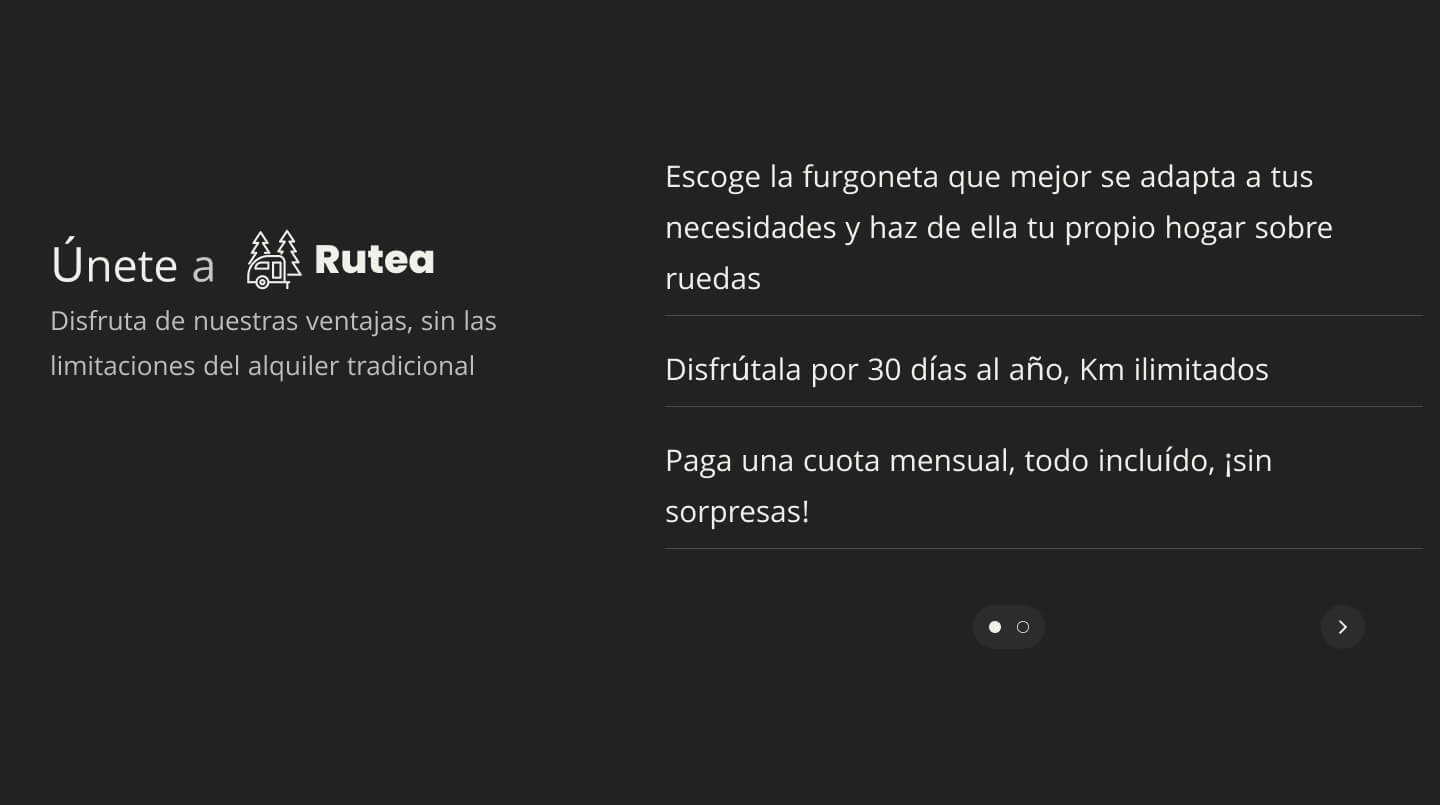 Únete a Rutea
Disfruta de nuestras ventajas, sin las
limitaciones del alquiler tradicional
Escoge la furgoneta que mejor se adapta a tus
necesidades y haz de ella tu propio hogar sobre
ruedas
Disfrútala por 30 días al año, Km ilimitados
Paga una cuota mensual, todo incluído, ¡sin
sorpresas!